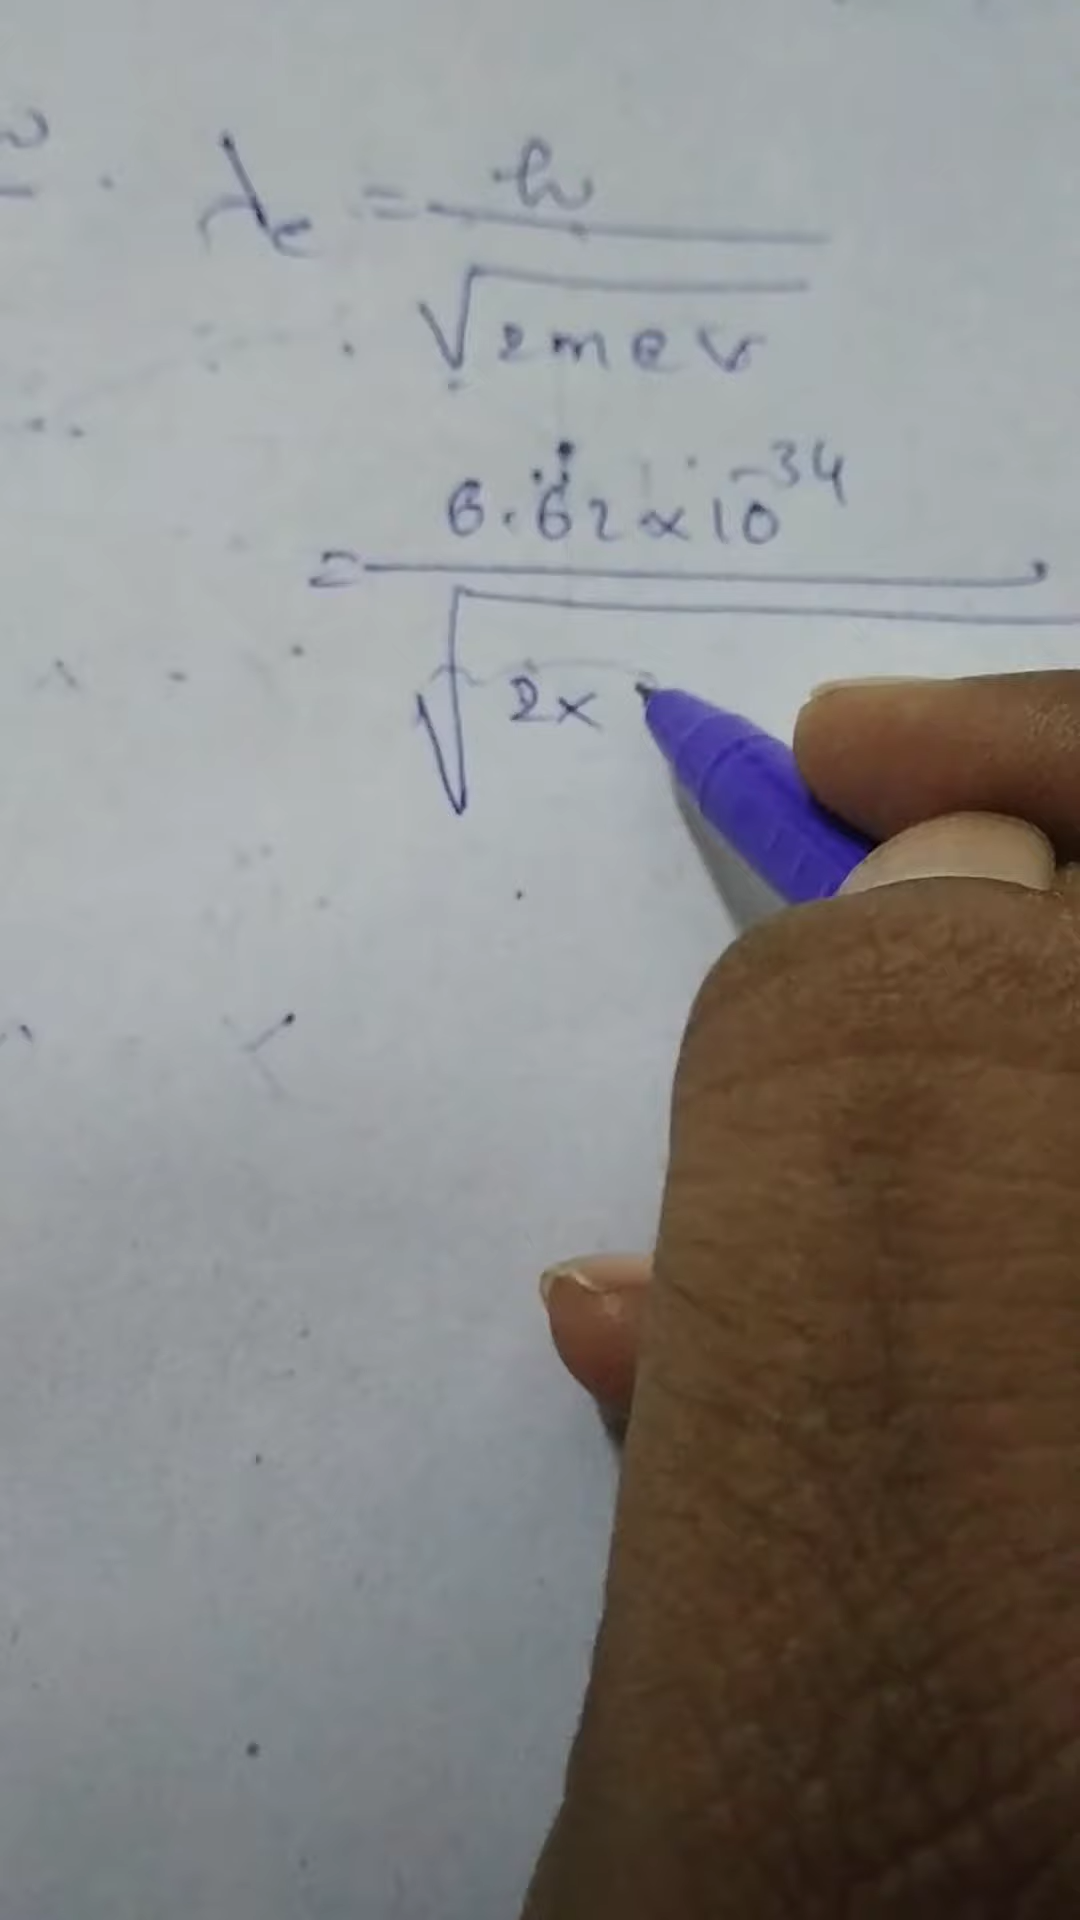 λe = h
√2meV
= 6.62 × 10^-34
√2×